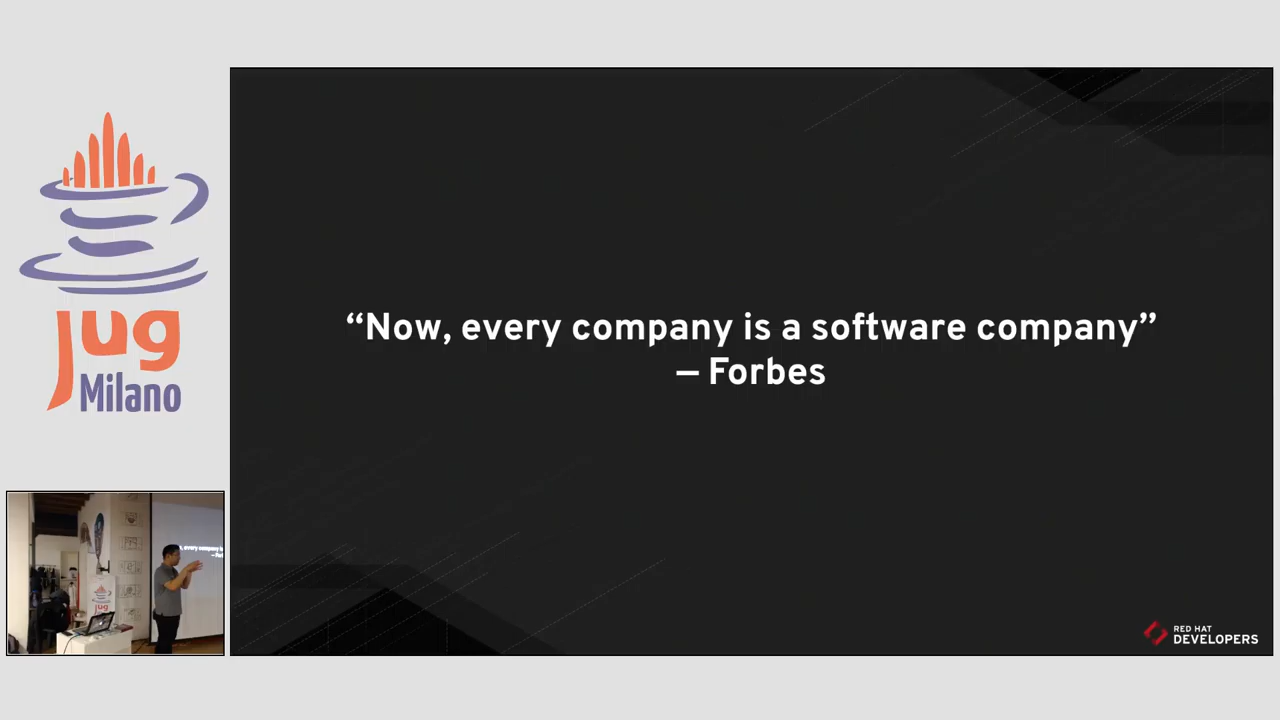 jug
Milano
“Now, every company is a software company”
– Forbes
RED HAT
DEVELOPERS